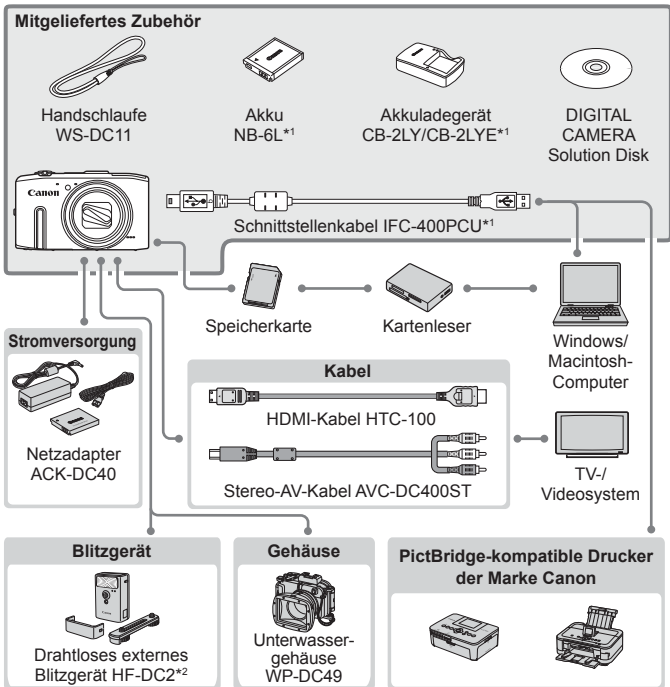 Mitgeliefertes Zubehör
Handschlaufe
WS-DC11
Akku
NB-6L*1
Akkuladegerät
CB-2LY/CB-2LYE*1
DIGITAL
CAMERA
Solution Disk
Canon
Schnittstellenkabel IFC-400PCU*1
Speicherkarte
Kartenleser
Windows/
Macintosh-
Computer
Stromversorgung
Netzadapter
ACK-DC40
Kabel
HDMI-Kabel HTC-100
Stereo-AV-Kabel AVC-DC400ST
TV-/
Videosystem
Blitzgerät
Drahtloses externes
Blitzgerät HF-DC2*2
Gehäuse
Unterwasser-
gehäuse
WP-DC49
PictBridge-kompatible Drucker
der Marke Canon